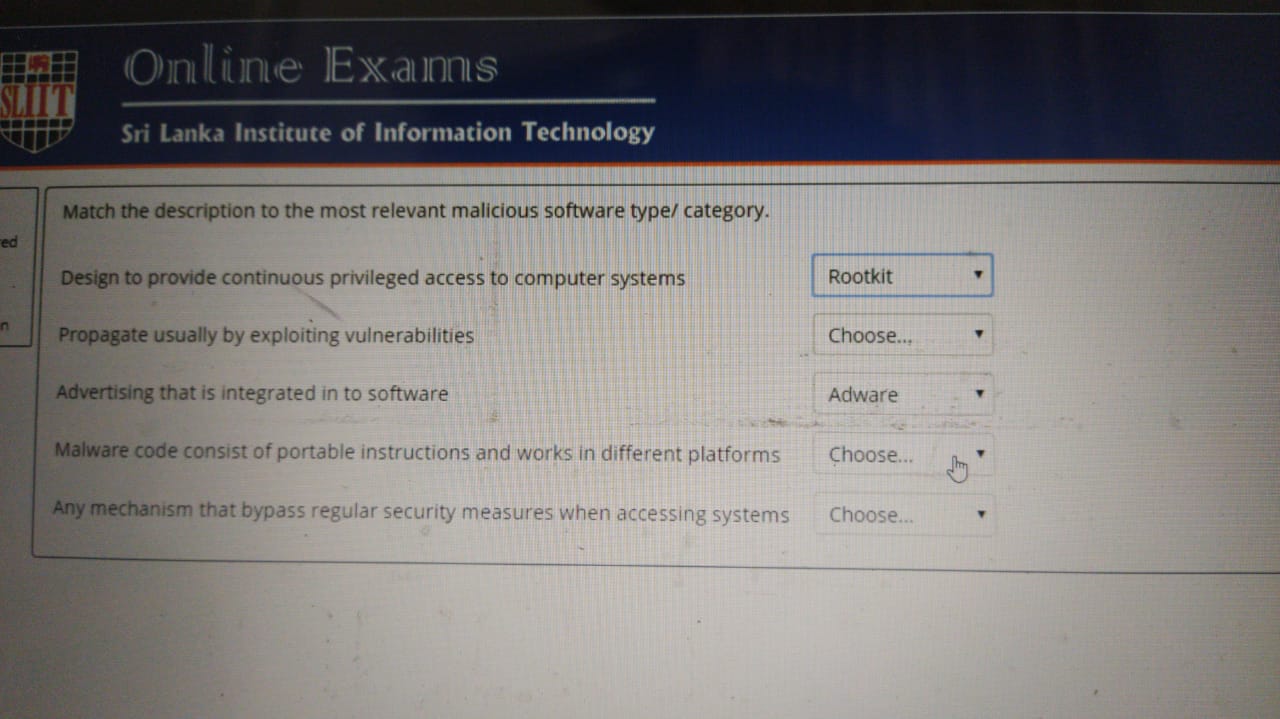 SLIIT
Online Exams
Sri Lanka Institute of Information Technology
ed
n
Match the description to the most relevant malicious software type/ category.
Design to provide continuous privileged access to computer systems Rootkit
Propagate usually by exploiting vulnerabilities Choose...
Advertising that is integrated in to software Adware
Malware code consist of portable instructions and works in different platforms Choose...
Any mechanism that bypass regular security measures when accessing systems Choose...